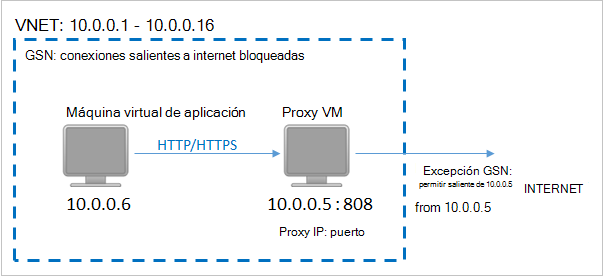 VNET: 10.0.0.1 - 10.0.0.16
GSN: conexiones salientes a internet bloqueadas
Máquina virtual de aplicación
Proxy VM
HTTP/HTTPS
10.0.0.6
10.0.0.5:808
Proxy IP: puerto
Excepción GSN:
permitir saliente de 10.0.0.5
from 10.0.0.5
INTERNET